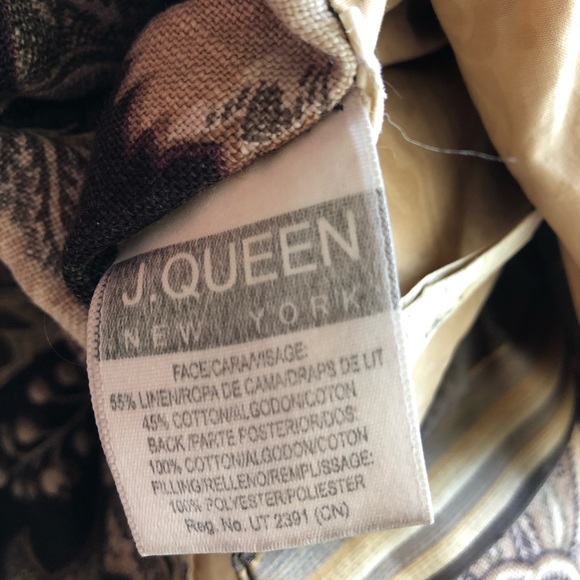 J.QUEEN
NEW YORK
FACE/CARA/VISAGE:
55% LINEN/ROPA DE CAMA/DRAPS DE LIT
45% COTTON/ALGODON/COTON
BACK/PARTE POSTERIOR/DOS:
100% COTTON/ALGODON/COTON
FILLING/RELLENO/REMPLISSAGE:
100% POLYESTER/POLIESTER
Reg. No. UT 2391 (CN)